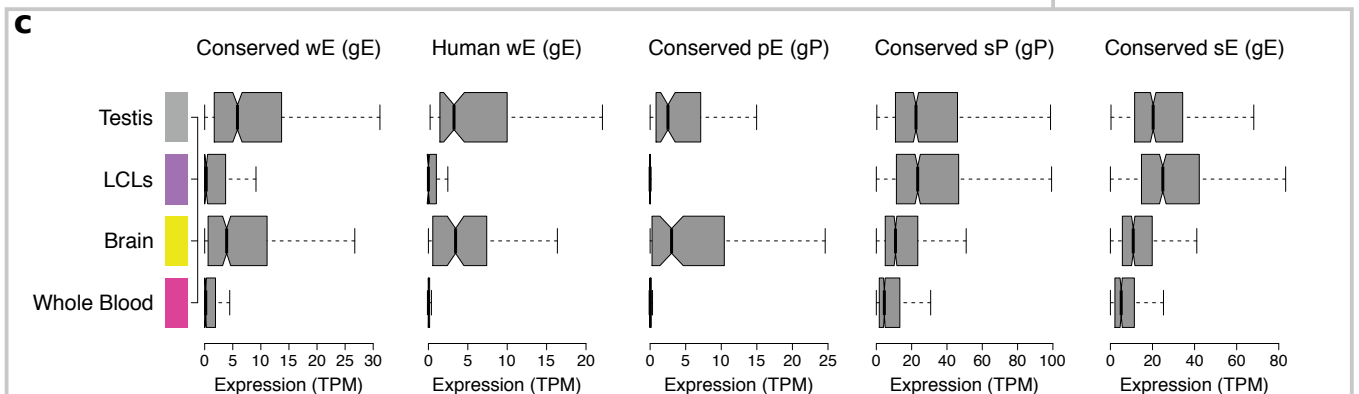 c
Conserved wE (gE) Human wE (gE) Conserved pE (gP) Conserved sP (gP) Conserved sE (gE)
Testis
LCLs
Brain
Whole Blood
0 5 10 15 20 25 30 0 5 10 15 20 0 5 10 15 20 25 0 20 40 60 80 100 0 20 40 60 80
Expression (TPM) Expression (TPM) Expression (TPM) Expression (TPM) Expression (TPM)